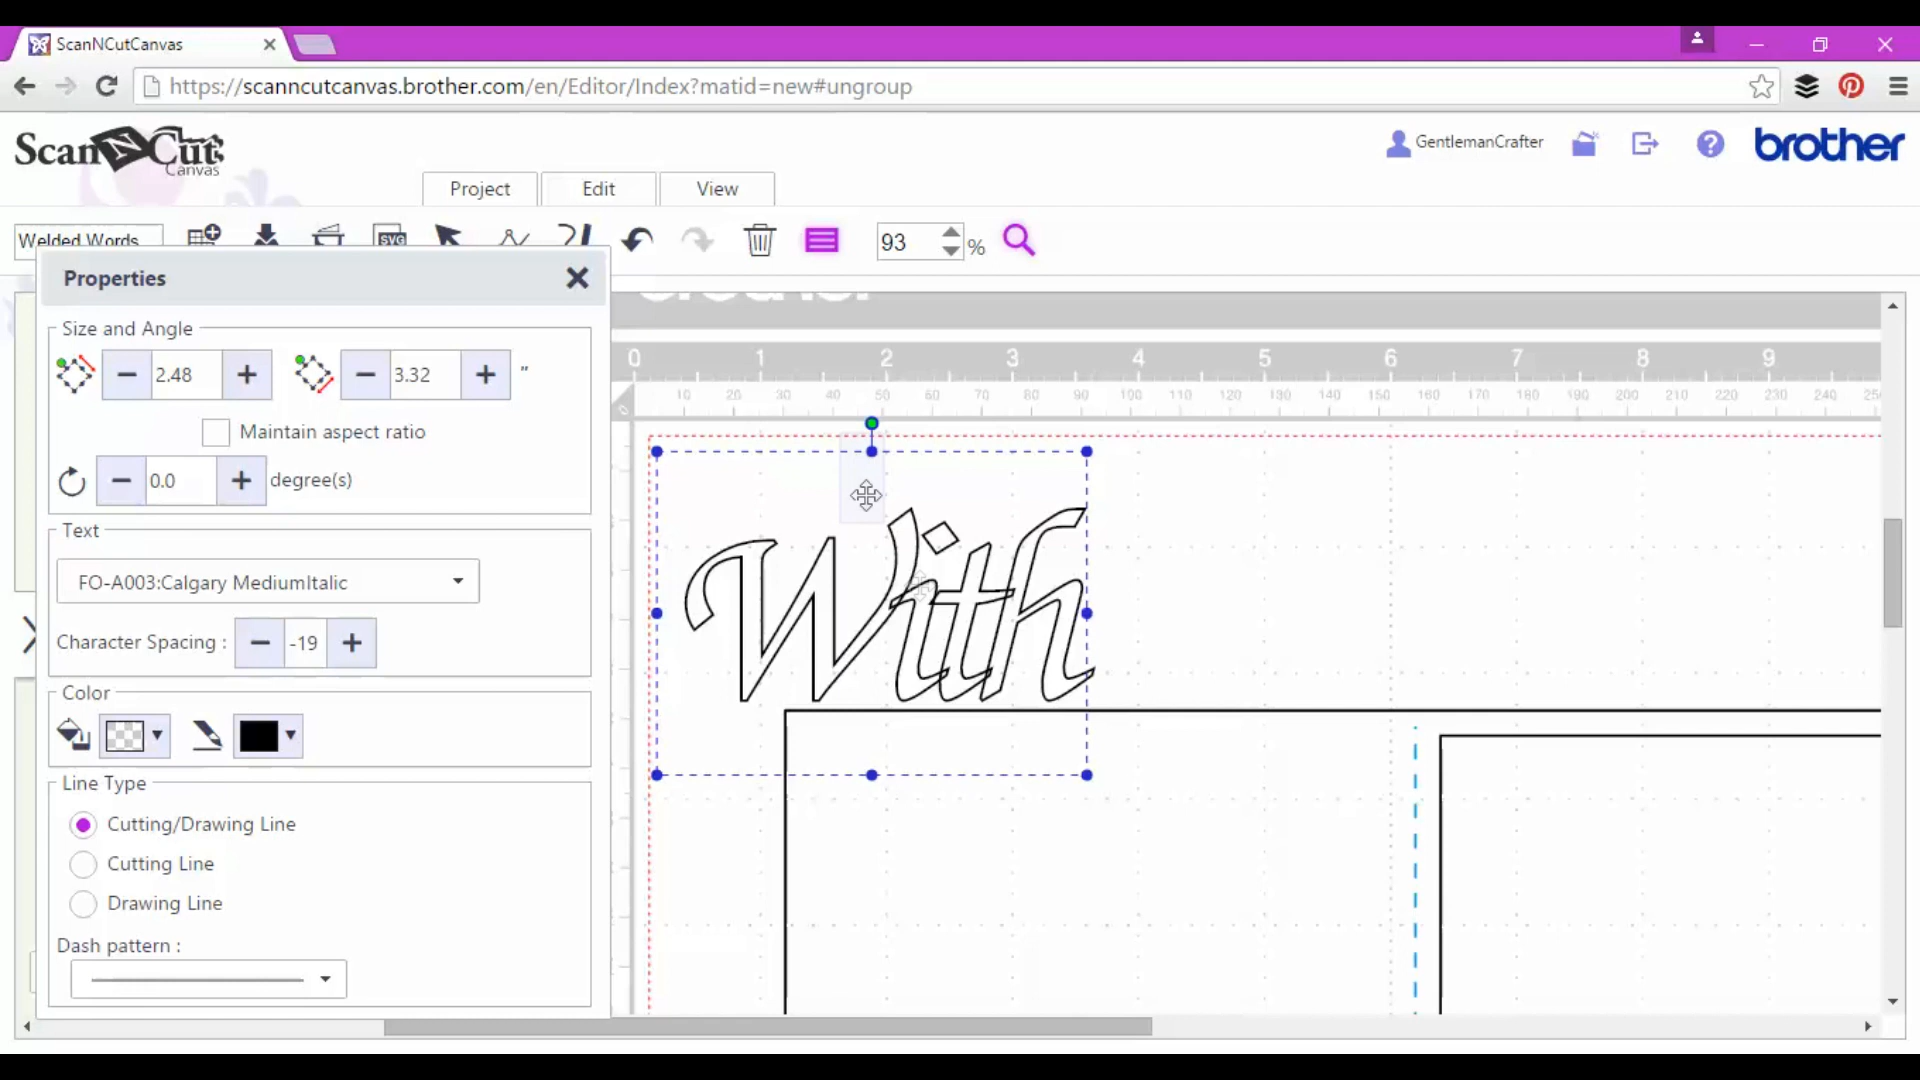 ScanNCutCanvas
https://scanncutcanvas.brother.com/en/Editor/Index?matid=new#ungroup
ScanNCut
Canvas
GentlemanCrafter
?
brother
Project Edit View
Welded Words
SVG
93 %
Properties
Size and Angle
2.48 3.32 "
Maintain aspect ratio
0.0 degree(s)
Text
FO-A003:Calgary MediumItalic
Character Spacing : -19
Color
Line Type
Cutting/Drawing Line
Cutting Line
Drawing Line
Dash pattern :
0 1 2 3 4 5 6 7 8 9
0 10 20 30 40 50 60 70 80 90 100 110 120 130 140 150 160 170 180 190 200 210 220 230 240
With